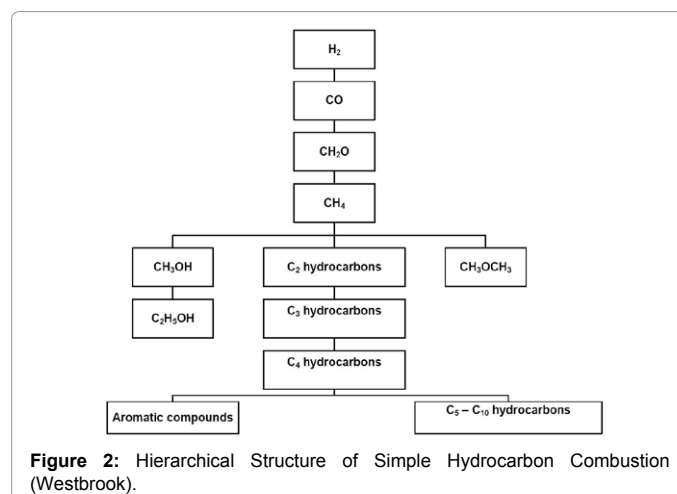 H₂
CO
CH₂O
CH₄
CH₃OH
C₂ hydrocarbons
CH₃OCH₃
C₂H₅OH
C₃ hydrocarbons
C₄ hydrocarbons
Aromatic compounds
C₅ – C₁₀ hydrocarbons
Figure 2: Hierarchical Structure of Simple Hydrocarbon Combustion
(Westbrook).